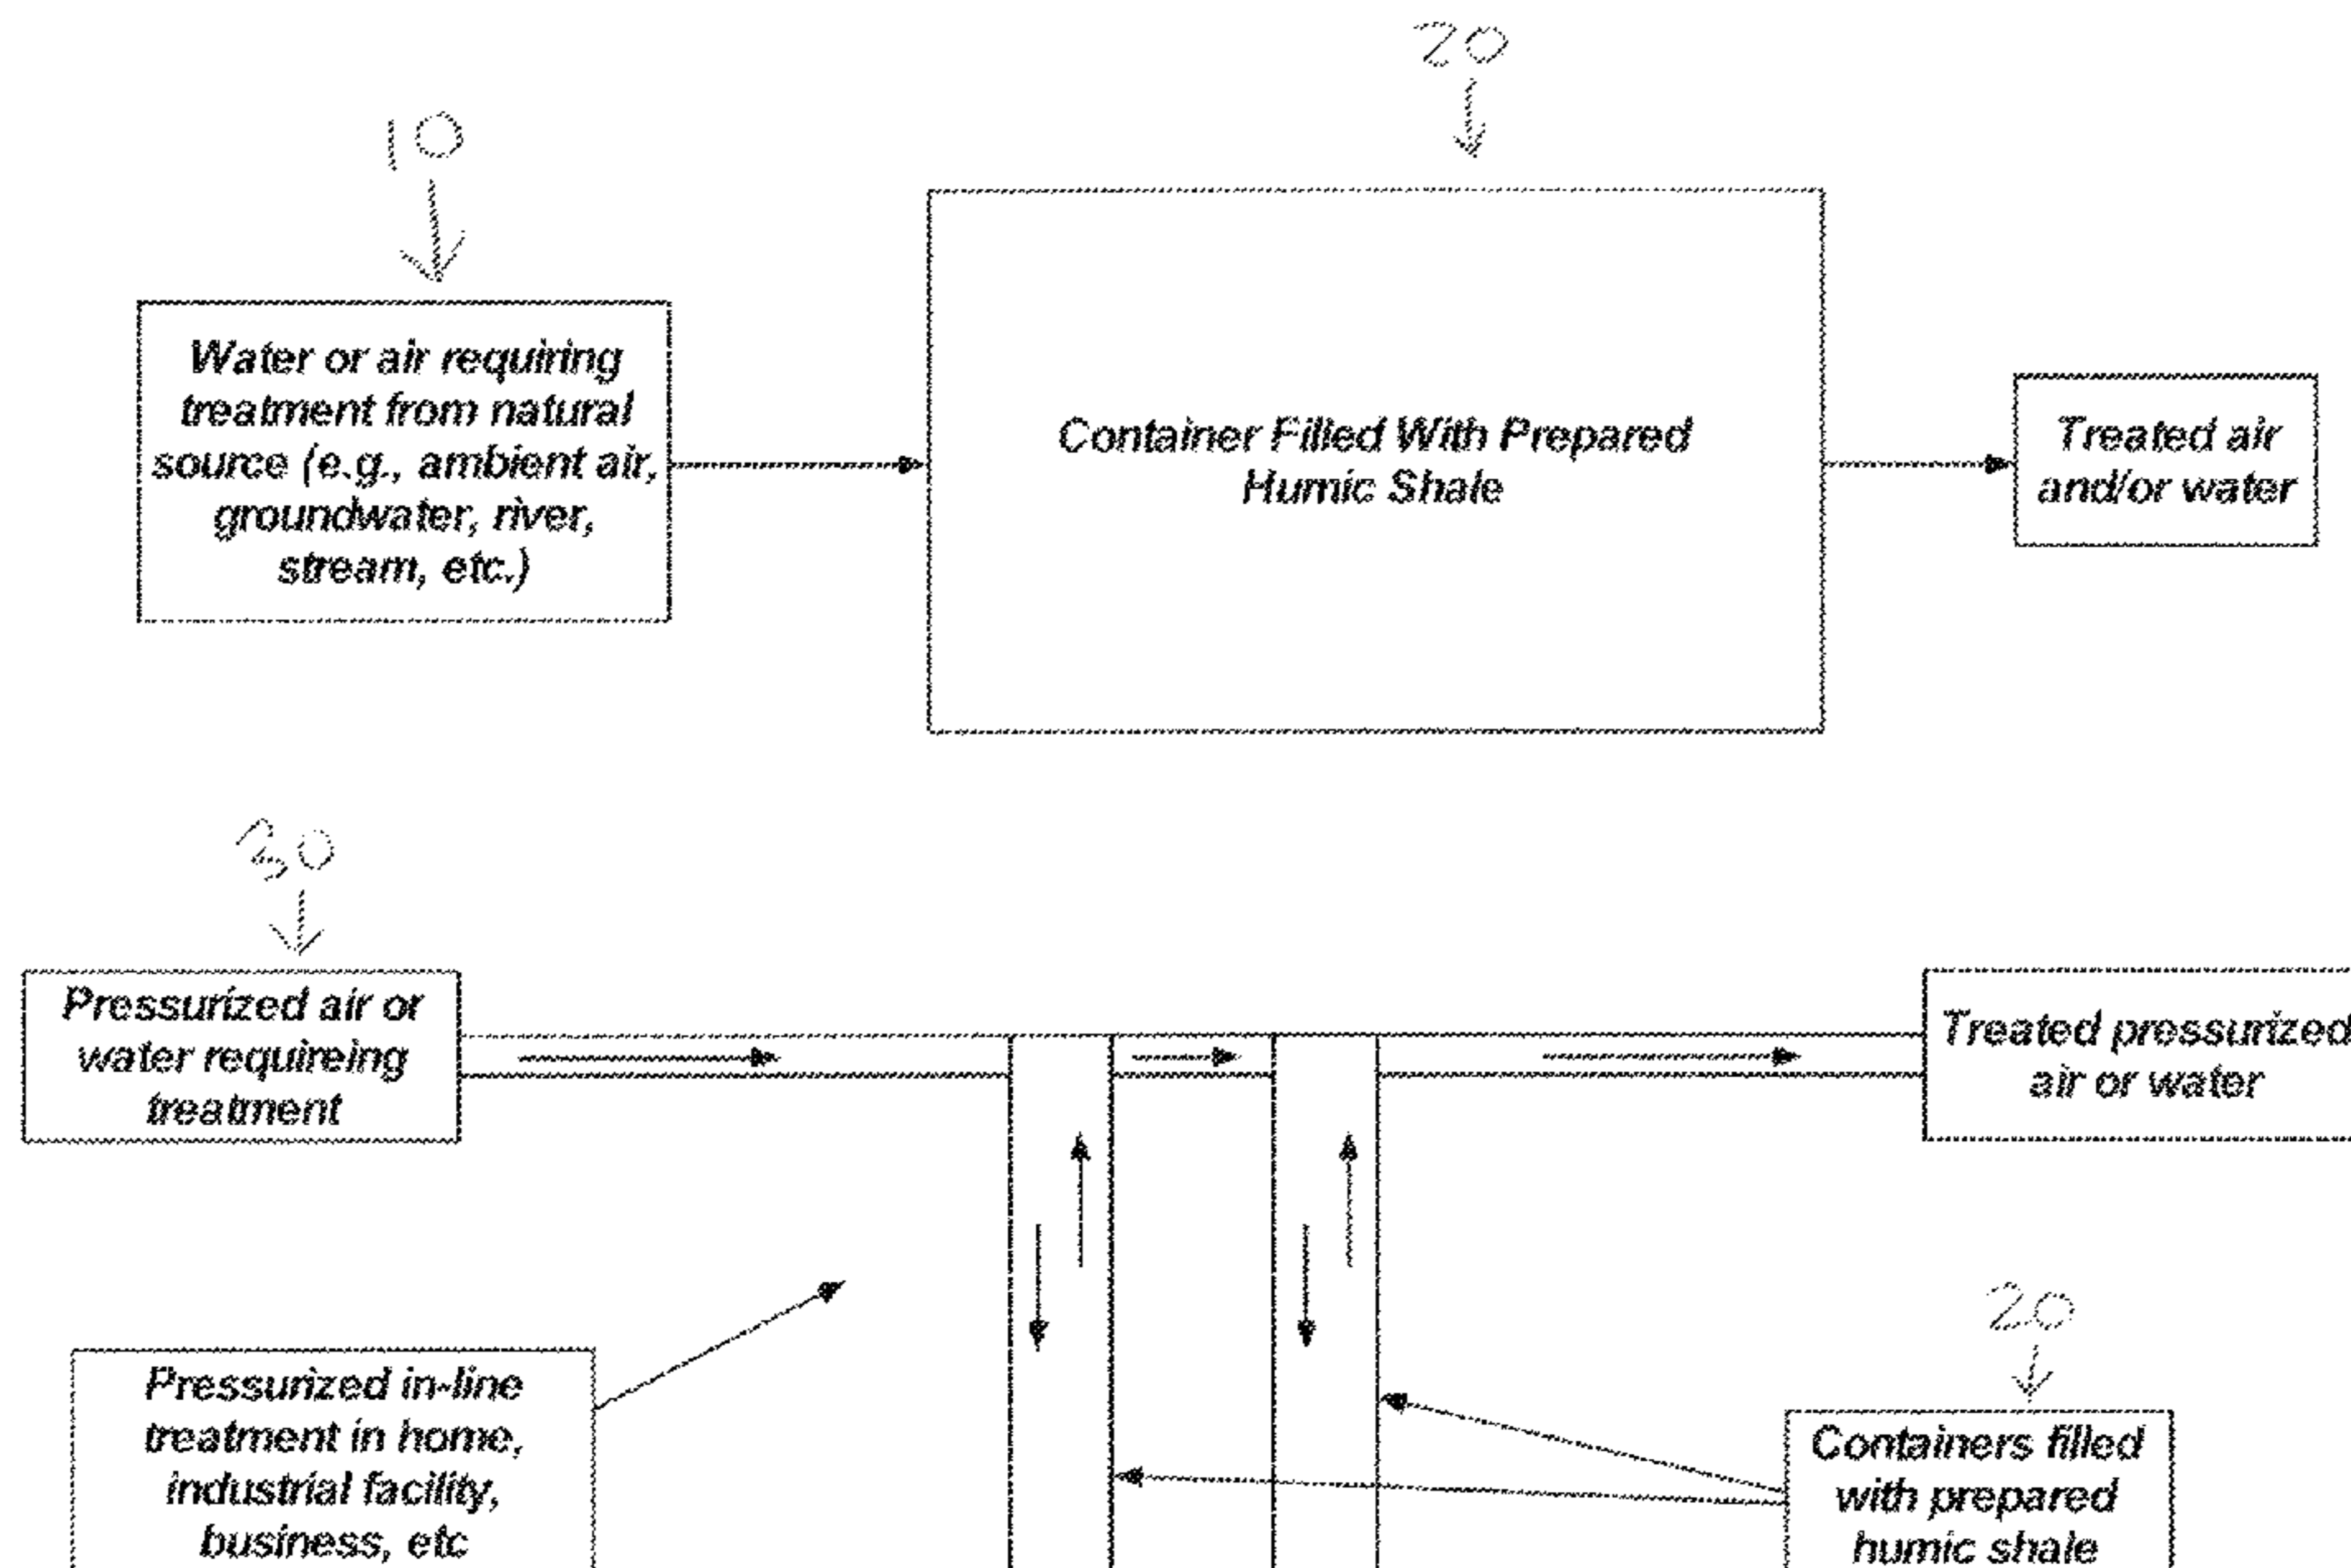 20
10
Water or air requiring
treatment from natural
source (e.g., ambient air,
groundwater, river,
stream, etc.)
Container Filled With Prepared
Humic Shale
Treated air
and/or water
30
Pressurized air or
water requireing
treatment
Treated pressurized
air or water
20
Pressurized in-line
treatment in home,
industrial facility,
business, etc
Containers filled
with prepared
humic shale